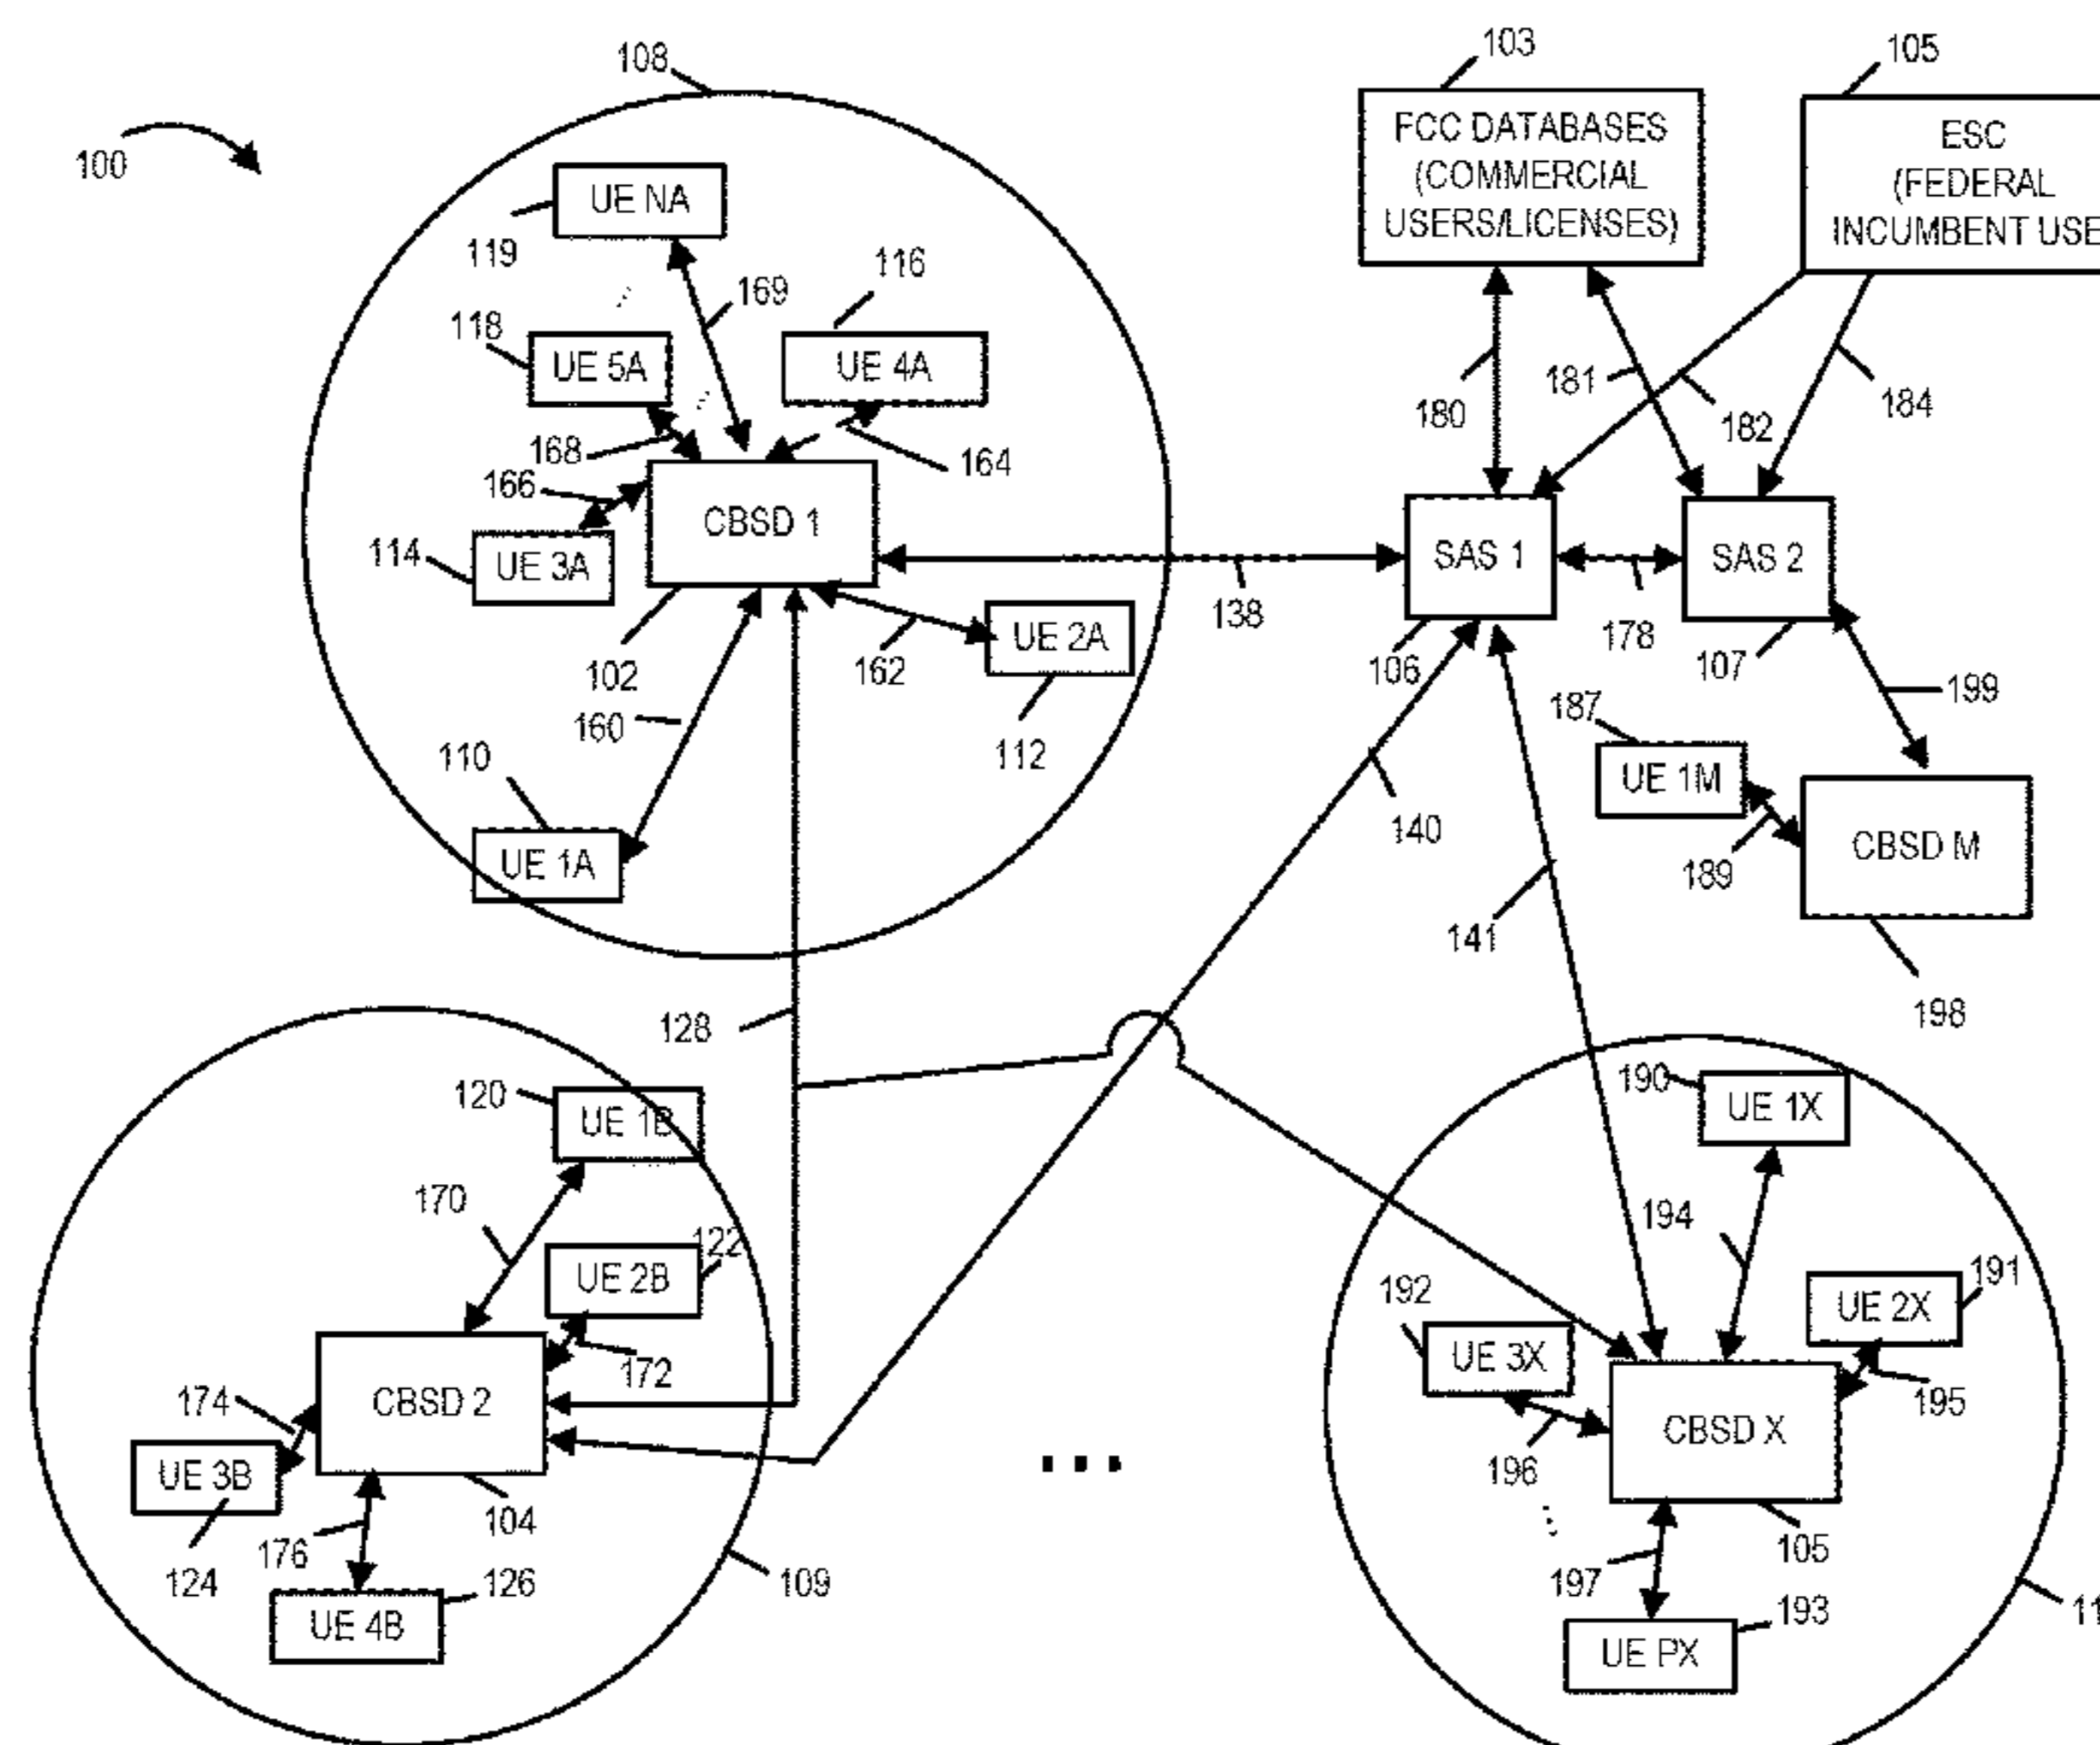 100
108
103
105
FCC DATABASES
(COMMERCIAL
USERS/LICENSES)
ESC
(FEDERAL
INCUMBENT USE
UE NA
119
169
116
118
UE 5A
UE 4A
168
166
164
CBSD 1
114
UE 3A
102
160
162
UE 2A
112
110
UE 1A
138
180
181
182
184
SAS 1
SAS 2
106
178
107
199
187
UE 1M
189
CBSD M
198
140
141
128
120
UE 1B
170
122
UE 2B
172
174
CBSD 2
UE 3B
124
176
104
126
UE 4B
109
...
190
UE 1X
194
191
UE 2X
192
UE 3X
195
196
CBSD X
105
197
193
UE PX
11